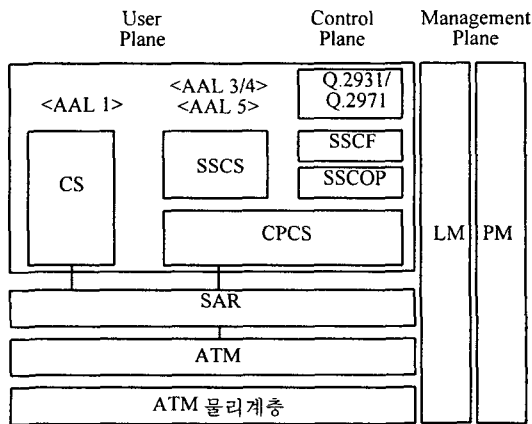 User Plane
Control Plane
Management Plane
<AAL 1>
<AAL 3/4>
<AAL 5>
Q.2931/
Q.2971
SSCF
SSCOP
CS
SSCS
CPCS
LM
PM
SAR
ATM
ATM 물리계층